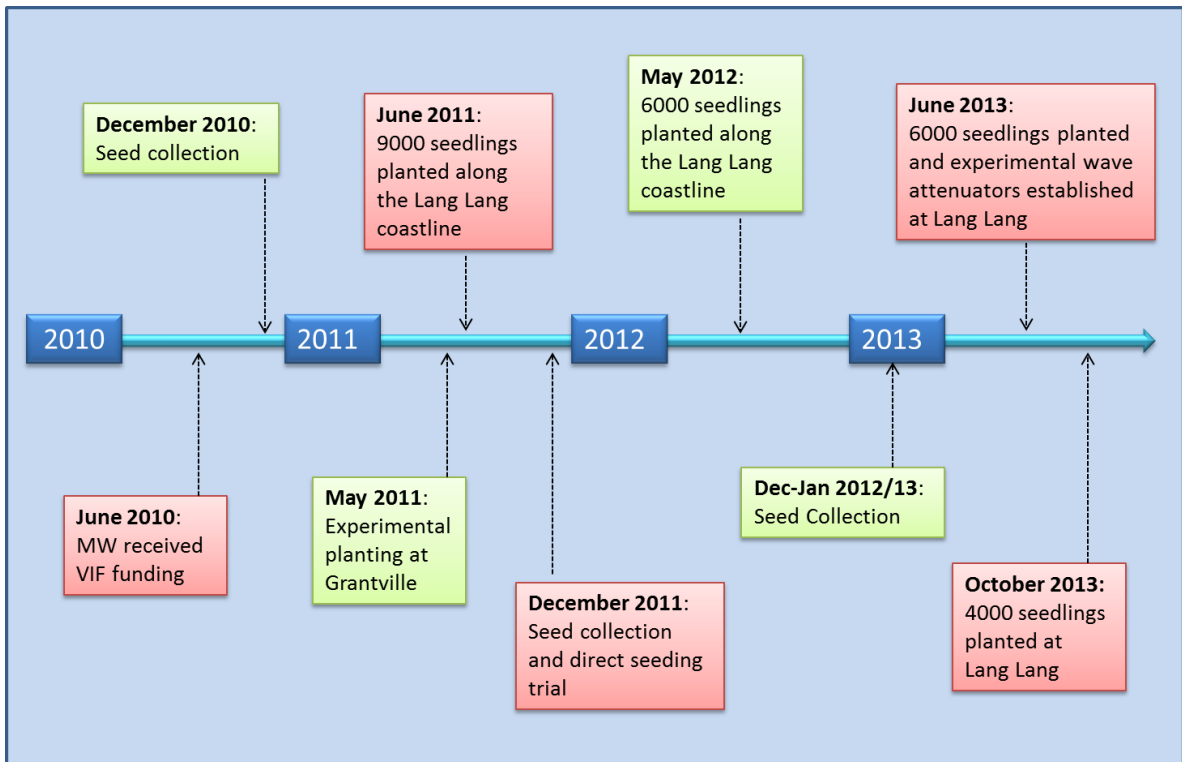 December 2010:
Seed collection
June 2011:
9000 seedlings
planted along
the Lang Lang
coastline
May 2012:
6000 seedlings
planted along
the Lang Lang
coastline
June 2013:
6000 seedlings planted
and experimental wave
attenuators established
at Lang Lang
2010
2011
2012
2013
June 2010:
MW received
VIF funding
May 2011:
Experimental
planting at
Grantville
December 2011:
Seed collection
and direct seeding
trial
Dec-Jan 2012/13:
Seed Collection
October 2013:
4000 seedlings
planted at
Lang Lang